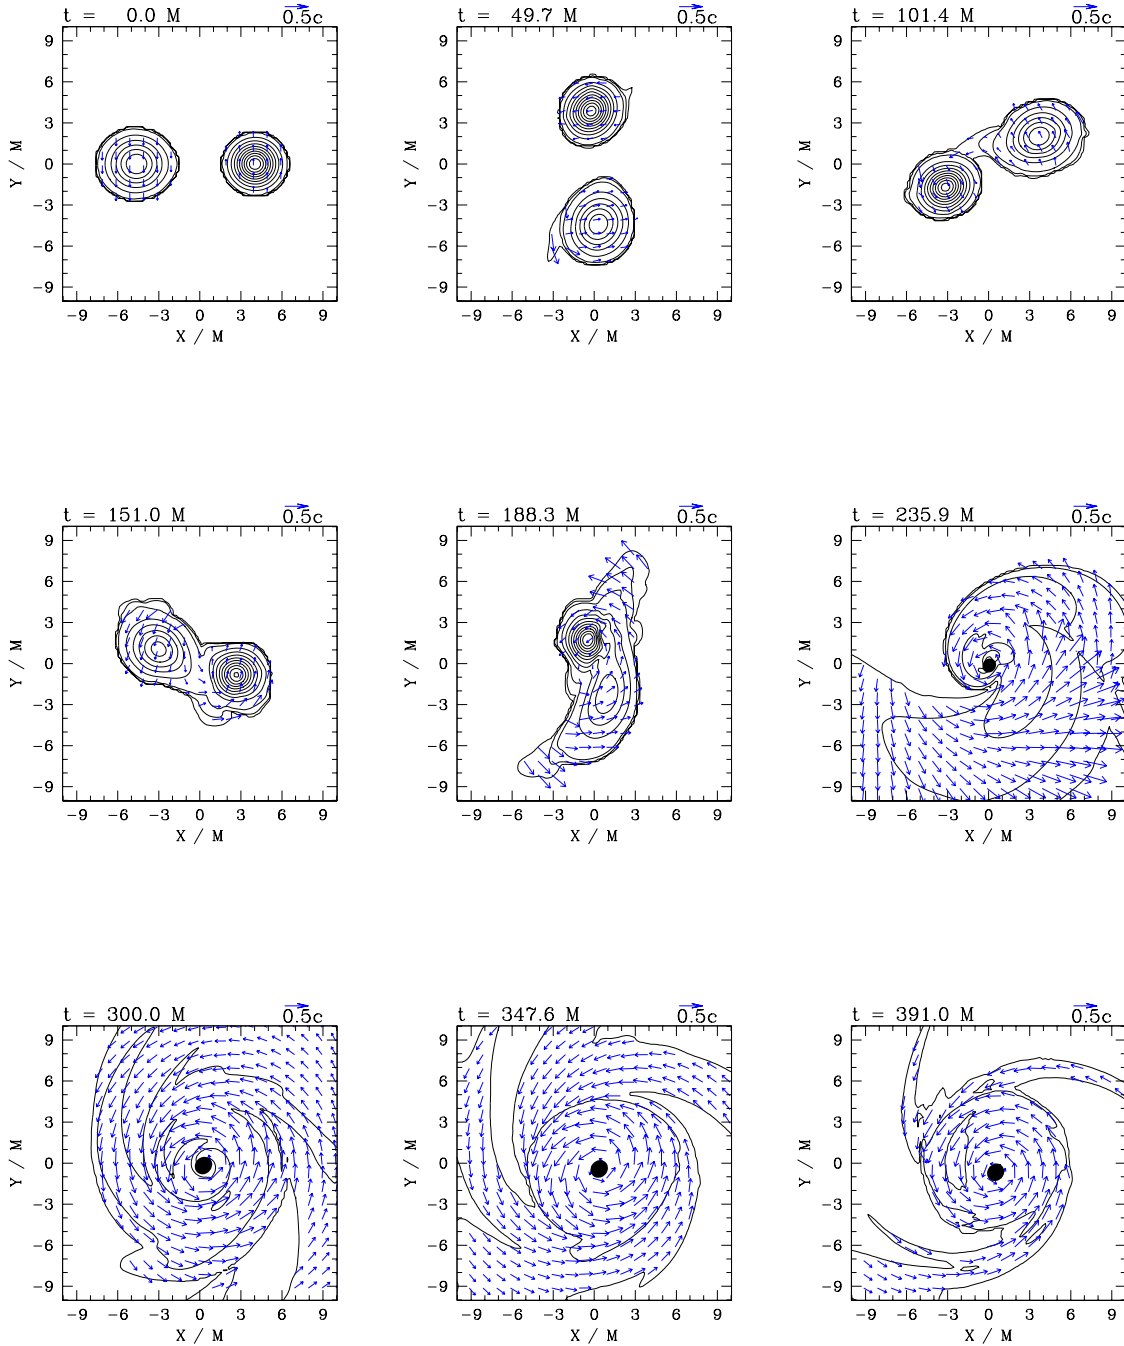 t = 0.0 M 0.5c
t = 49.7 M 0.5c
t = 101.4 M 0.5c
9
6
3
0
−3
−6
−9
Y / M
−9 −6 −3 0 3 6 9
X / M
9
6
3
0
−3
−6
−9
Y / M
−9 −6 −3 0 3 6 9
X / M
9
6
3
0
−3
−6
−9
Y / M
−9 −6 −3 0 3 6 9
X / M
t = 151.0 M 0.5c
t = 188.3 M 0.5c
t = 235.9 M 0.5c
9
6
3
0
−3
−6
−9
Y / M
−9 −6 −3 0 3 6 9
X / M
9
6
3
0
−3
−6
−9
Y / M
−9 −6 −3 0 3 6 9
X / M
9
6
3
0
−3
−6
−9
Y / M
−9 −6 −3 0 3 6 9
X / M
t = 300.0 M 0.5c
t = 347.6 M 0.5c
t = 391.0 M 0.5c
9
6
3
0
−3
−6
−9
Y / M
−9 −6 −3 0 3 6 9
X / M
9
6
3
0
−3
−6
−9
Y / M
−9 −6 −3 0 3 6 9
X / M
9
6
3
0
−3
−6
−9
Y / M
−9 −6 −3 0 3 6 9
X / M